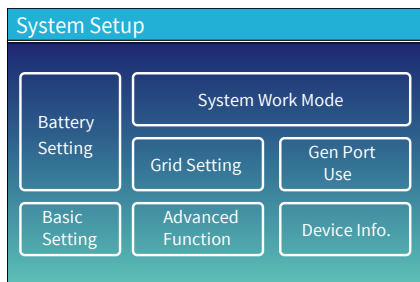 System Setup
Battery
Setting
System Work Mode
Grid Setting
Gen Port
Use
Basic
Setting
Advanced
Function
Device Info.